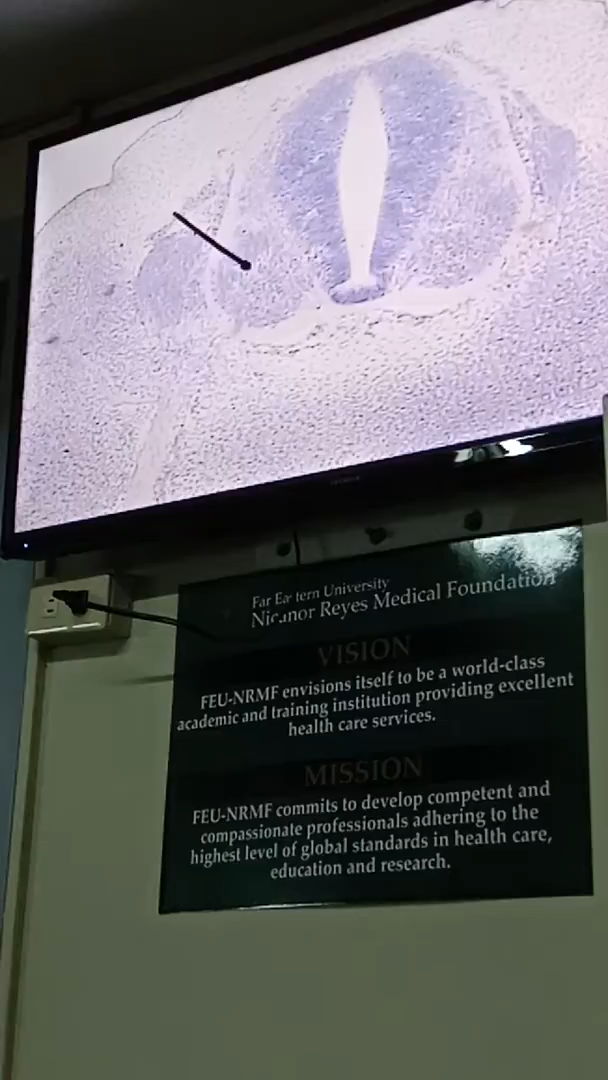 Far Eastern University
Nicanor Reyes Medical Foundation
VISION
FEU-NRMF envisions itself to be a world-class
academic and training institution providing excellent
health care services.
MISSION
FEU-NRMF commits to develop competent and
compassionate professionals adhering to the
highest level of global standards in health care,
education and research.